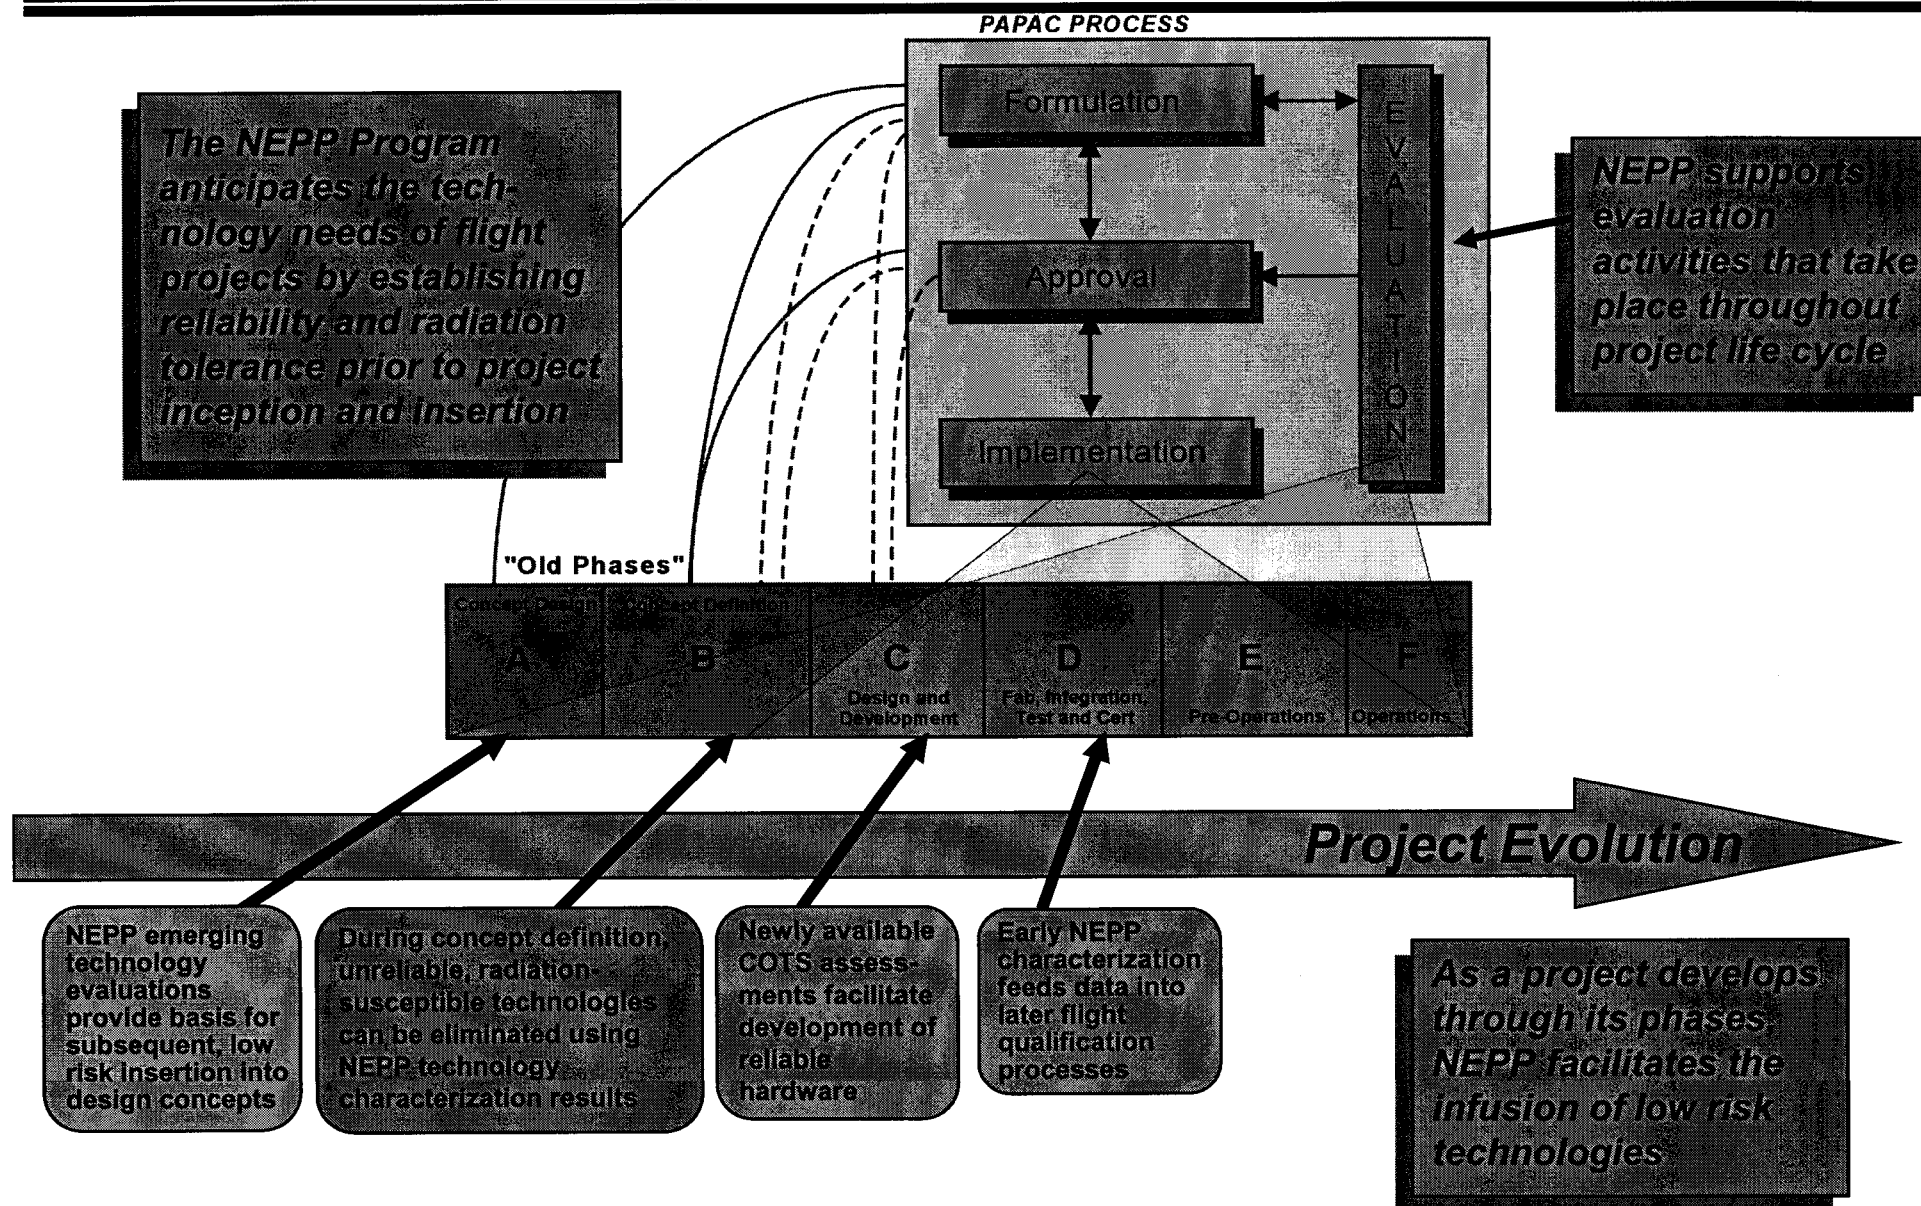 PAPAC PROCESS
The NEPP Program
anticipates the tech-
nology needs of flight
projects by establishing
reliability and radiation
tolerance prior to project
inception and insertion
Formulation
Approval
Implementation
EVALUATION
NEPP supports
evaluation
activities that take
place throughout
project life cycle
"Old Phases"
Concept Design
A
Concept Definition
B
C
Design and
Development
D
Fab, Integration,
Test and Cert
E
Pre-Operations
F
Operations
Project Evolution
NEPP emerging
technology
evaluations
provide basis for
subsequent, low
risk insertion into
design concepts
During concept definition,
unreliable, radiation-
susceptible technologies
can be eliminated using
NEPP technology
characterization results
Newly available
COTS assess-
ments facilitate
development of
reliable
hardware
Early NEPP
characterization
feeds data into
later flight
qualification
processes
As a project develops
through its phases,
NEPP facilitates the
infusion of low risk
technologies